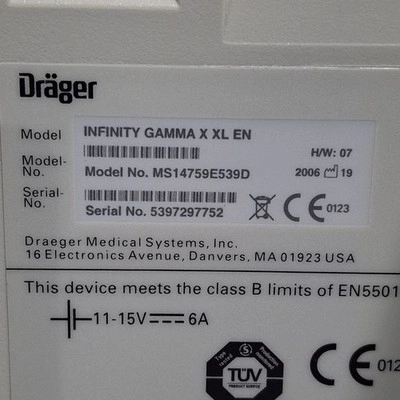 Dräger
Model INFINITY GAMMA X XL EN
H/W: 07
Model-No. Model No. MS14759E539D 2006 19
Serial-No. Serial No. 5397297752 CE 0123
Draeger Medical Systems, Inc.
16 Electronics Avenue, Danvers, MA 01923 USA
This device meets the class B limits of EN5501
11-15V 6A
TÜV
PRODUCT SERVICE
CE 012